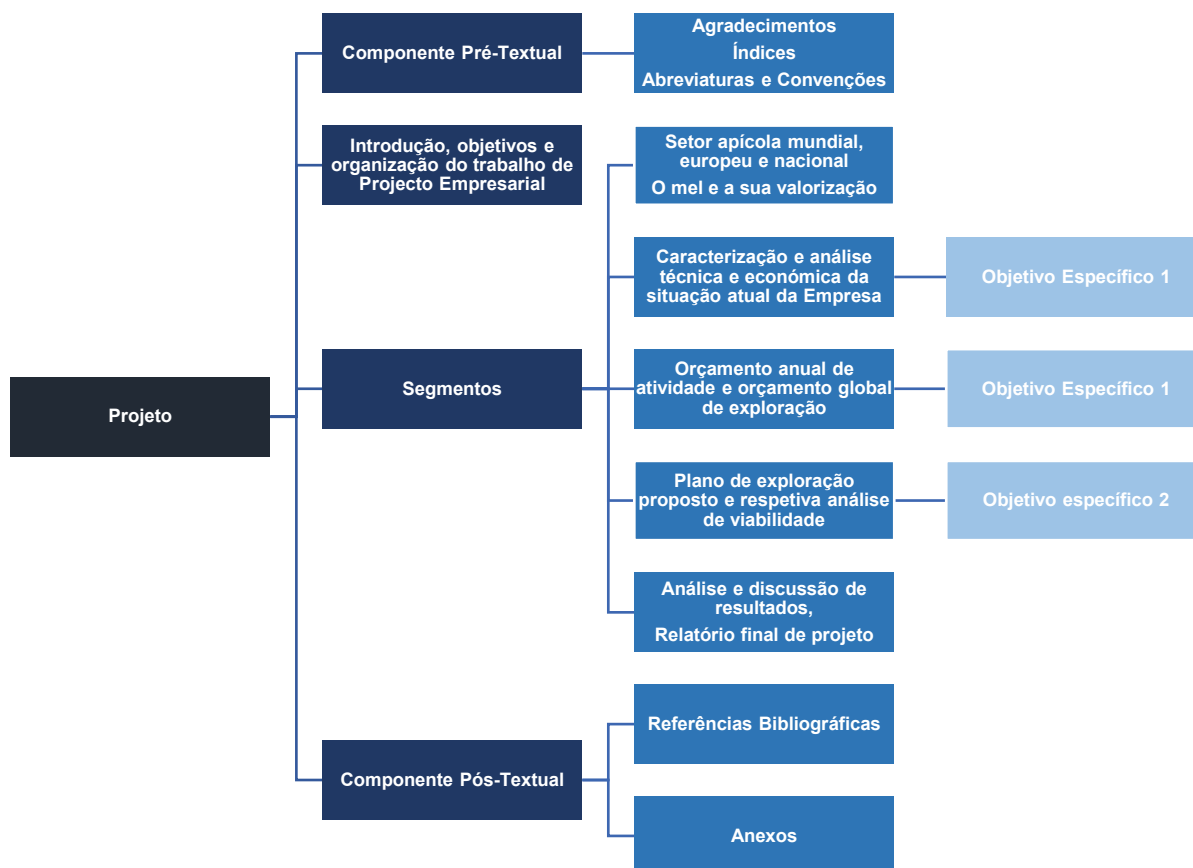 Componente Pré-Textual
Agradecimentos
Índices
Abreviaturas e Convenções
Introdução, objetivos e
organização do trabalho de
Projecto Empresarial
Setor apícola mundial,
europeu e nacional
O mel e a sua valorização
Caracterização e análise
técnica e económica da
situação atual da Empresa
Objetivo Específico 1
Projeto
Segmentos
Orçamento anual de
atividade e orçamento global
de exploração
Objetivo Específico 1
Plano de exploração
proposto e respetiva análise
de viabilidade
Objetivo específico 2
Análise e discussão de
resultados,
Relatório final de projeto
Componente Pós-Textual
Referências Bibliográficas
Anexos